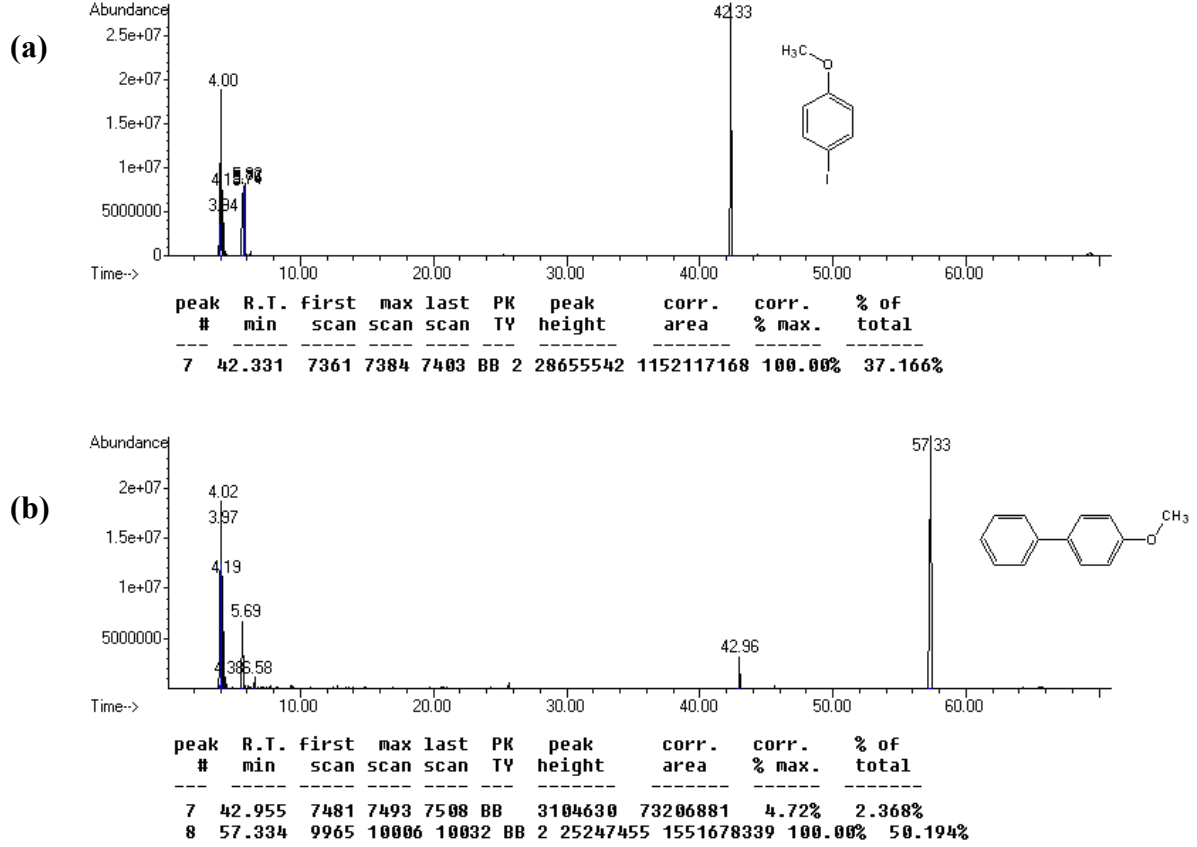 (a)
Abundance
2.5e+07
2e+07
1.5e+07
1e+07
5000000
0
Time-->
10.00 20.00 30.00 40.00 50.00 60.00
4.00
3.94
42.33
H3C
O
I
peak R.T. first max last PK peak corr. corr. % of
# min scan scan scan TY height area % max. total
--- ------ ----- ---- ---- --- ------- ------- ------- -------
7 42.331 7361 7384 7403 BB 2 28655542 1152117168 100.00% 37.166%
(b)
Abundance
2e+07
1.5e+07
1e+07
5000000
Time-->
10.00 20.00 30.00 40.00 50.00 60.00
4.02
3.97
4.19
5.69
6.58
42.96
57.33
CH3
O
peak R.T. first max last PK peak corr. corr. % of
# min scan scan scan TY height area % max. total
--- ----- ----- ---- ---- --- ------- ------- ------ -------
7 42.955 7481 7493 7508 BB 3104630 73206881 4.72% 2.368%
8 57.334 9965 10006 10032 BB 2 25247455 1551678339 100.00% 50.194%